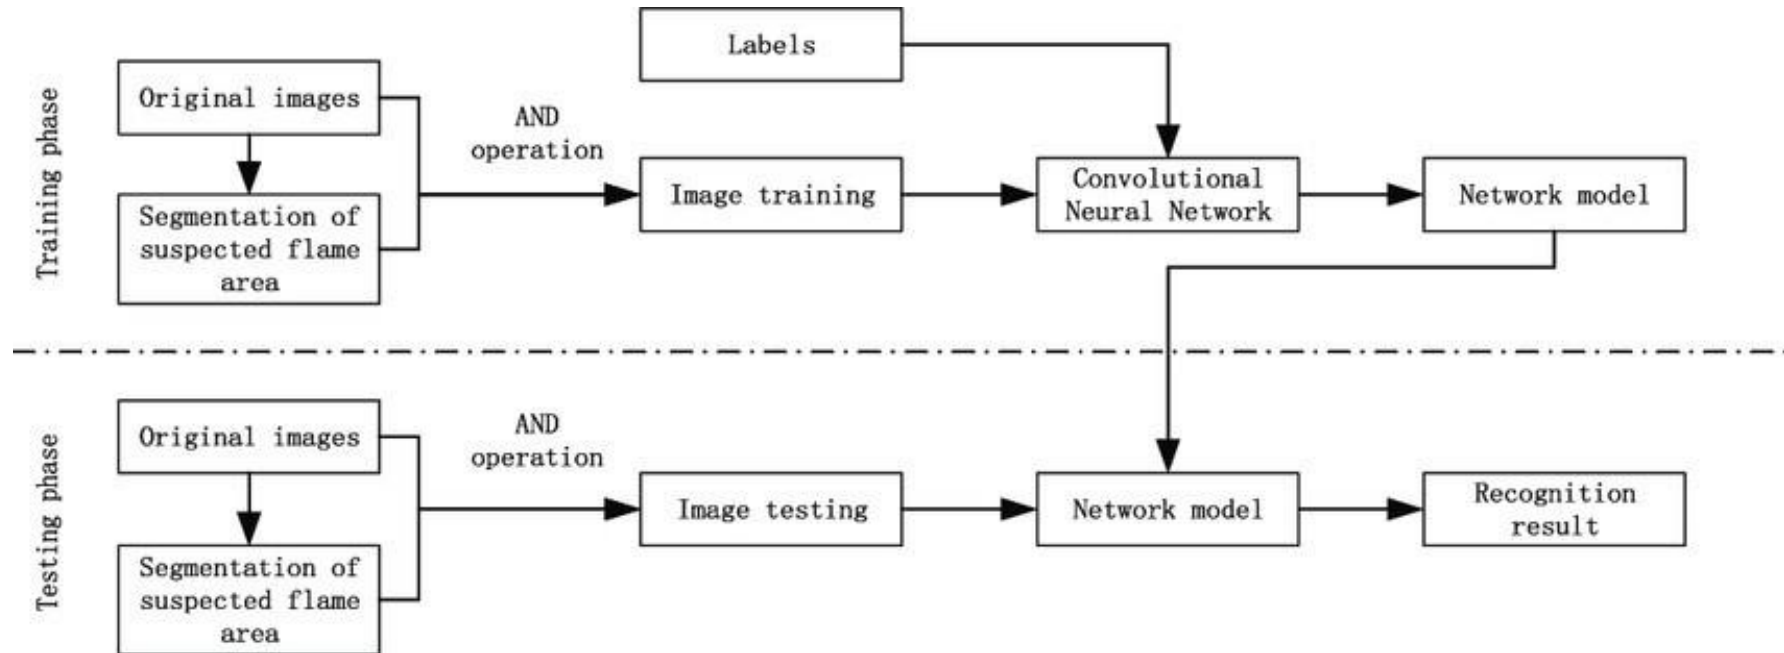 Training phase
Labels
Original images
AND
operation
Segmentation of
suspected flame
area
Image training
Convolutional
Neural Network
Network model
Testing phase
Original images
AND
operation
Segmentation of
suspected flame
area
Image testing
Network model
Recognition
result